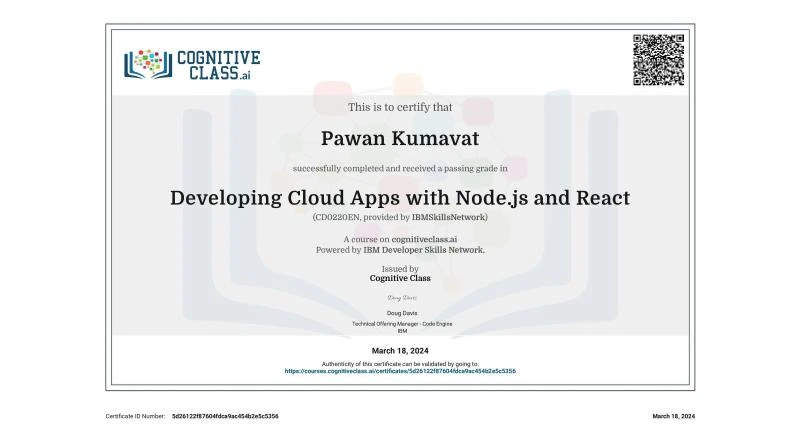 COGNITIVE
CLASS.ai
This is to certify that
Pawan Kumavat
successfully completed and received a passing grade in
Developing Cloud Apps with Node.js and React
(CD0220EN, provided by IBMSkillsNetwork)
A course on cognitiveclass.ai
Powered by IBM Developer Skills Network.
Issued by
Cognitive Class
Doug Davis
Doug Davis
Technical Offering Manager - Code Engine
IBM
March 18, 2024
Authenticity of this certificate can be validated by going to:
https://courses.cognitiveclass.ai/certificates/5d26122f87604fdca9ac454b2e5c5356
Certificate ID Number: 5d26122f87604fdca9ac454b2e5c5356
March 18, 2024